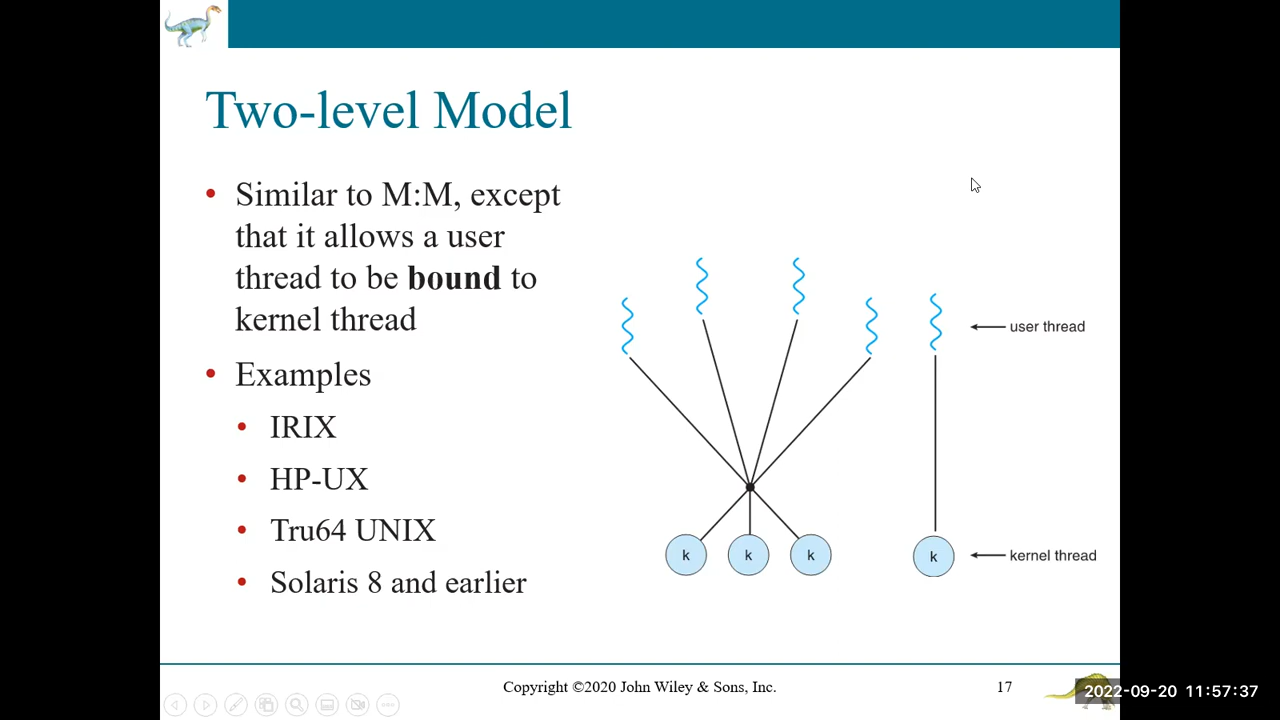 Two-level Model
• Similar to M:M, except
that it allows a user
thread to be bound to
kernel thread
• Examples
• IRIX
• HP-UX
• Tru64 UNIX
• Solaris 8 and earlier
user thread
k k k k
kernel thread
Copyright ©2020 John Wiley & Sons, Inc.
17
2022-09-20 11:57:37